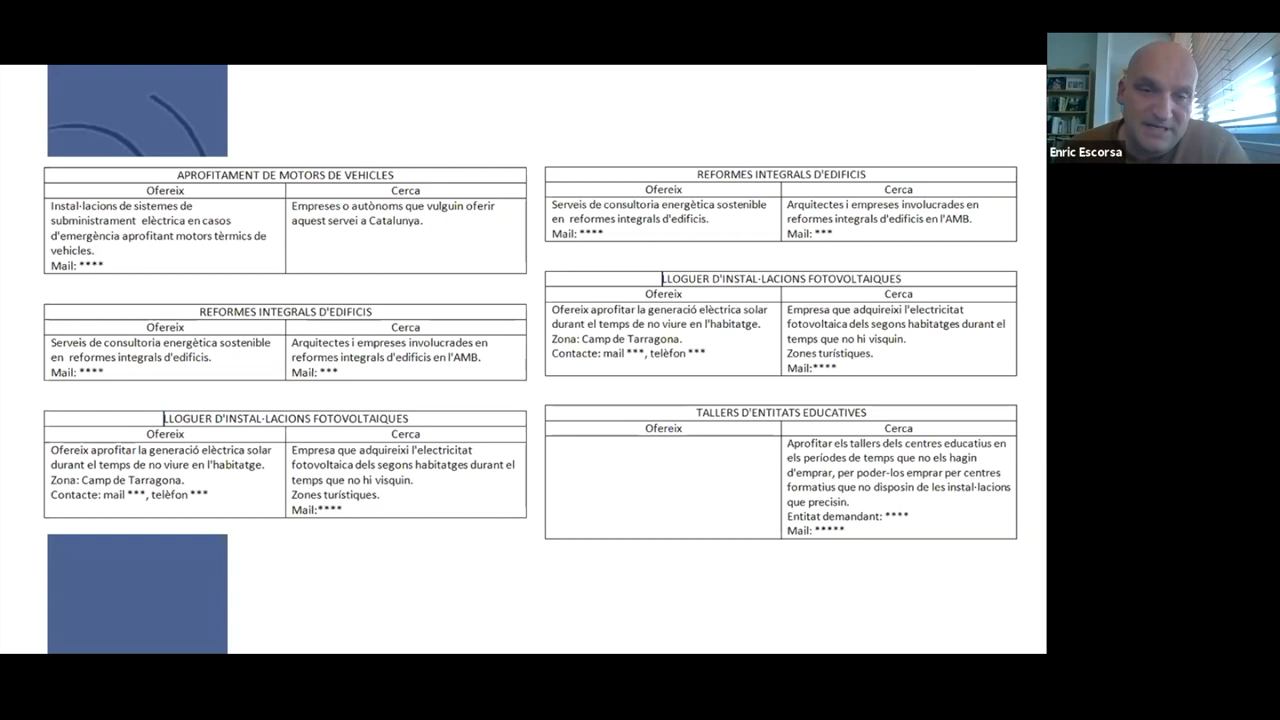 APROFITAMENT DE MOTORS DE VEHICLES
Ofereix
Cerca
Instal·lacions de sistemes de
subministrament elèctrica en casos
d'emergència aprofitant motors tèrmics de
vehicles.
Mail: ****
Empreses o autònoms que vulguin oferir
aquest servei a Catalunya.
REFORMES INTEGRALS D'EDIFICIS
Ofereix
Cerca
Serveis de consultoria energètica sostenible
en reformes integrals d'edificis.
Mail: ****
Arquitectes i empreses involucrades en
reformes integrals d'edificis en l'AMB.
Mail: ***
LLOGUER D'INSTAL·LACIONS FOTOVOLTAIQUES
Ofereix
Cerca
Ofereix aprofitar la generació elèctrica solar
durant el temps de no viure en l'habitatge.
Zona: Camp de Tarragona.
Contacte: mail ***, telèfon ***
Empresa que adquireixi l'electricitat
fotovoltaica dels segons habitatges durant el
temps que no hi visquin.
Zones turístiques.
Mail:****
REFORMES INTEGRALS D'EDIFICIS
Ofereix
Cerca
Serveis de consultoria energètica sostenible
en reformes integrals d'edificis.
Mail: ****
Arquitectes i empreses involucrades en
reformes integrals d'edificis en l'AMB.
Mail: ***
LLOGUER D'INSTAL·LACIONS FOTOVOLTAIQUES
Ofereix
Cerca
Ofereix aprofitar la generació elèctrica solar
durant el temps de no viure en l'habitatge.
Zona: Camp de Tarragona.
Contacte: mail ***, telèfon ***
Empresa que adquireixi l'electricitat
fotovoltaica dels segons habitatges durant el
temps que no hi visquin.
Zones turístiques.
Mail:****
TALLERS D'ENTITATS EDUCATIVES
Ofereix
Cerca
Aprofitar els tallers dels centres educatius en
els períodes de temps que no els hagin
d'emprar, per poder-los emprar per centres
formatius que no disposin de les instal·lacions
que precisin.
Entitat demandant: ****
Mail: *****
Enric Escorsa